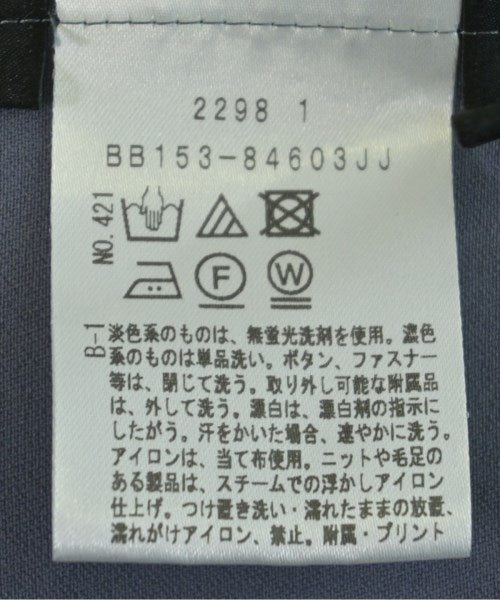 2298 1
BB153-84603JJ
NO.421
F
W
B-1
淡色系のものは、無蛍光洗剤を使用。濃色
系のものは単品洗い。ボタン、ファスナー
等は、閉じて洗う。取り外し可能な附属品
は、外して洗う。漂白は、漂白剤の指示に
したがう。汗をかいた場合、速やかに洗う。
アイロンは、当て布使用。ニットや毛足の
ある製品は、スチームでの浮かしアイロン
仕上げ。つけ置き洗い・濡れたままの放置、
濡れがけアイロン、禁止。附属・プリント